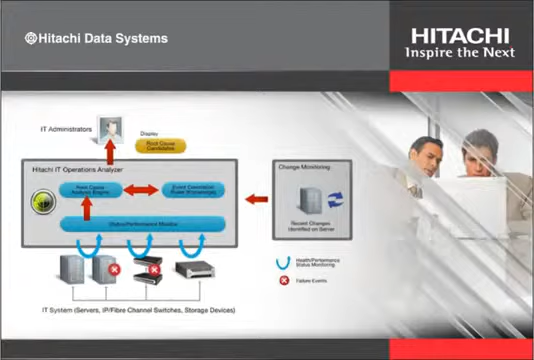 Hitachi Data Systems
HITACHI
Inspire the Next
IT Administrators
Display
Root Cause
Candidates
Hitachi IT Operations Analyzer
Change Monitoring
Root Cause
Analysis Engine
Event Correlation
Rules (Knowledge)
Status/Performance Monitor
Recent Changes
Identified on Server
Health/Performance
Status Monitoring
Failure Events
IT System (Servers, IP/Fibre Channel Switches, Storage Devices)